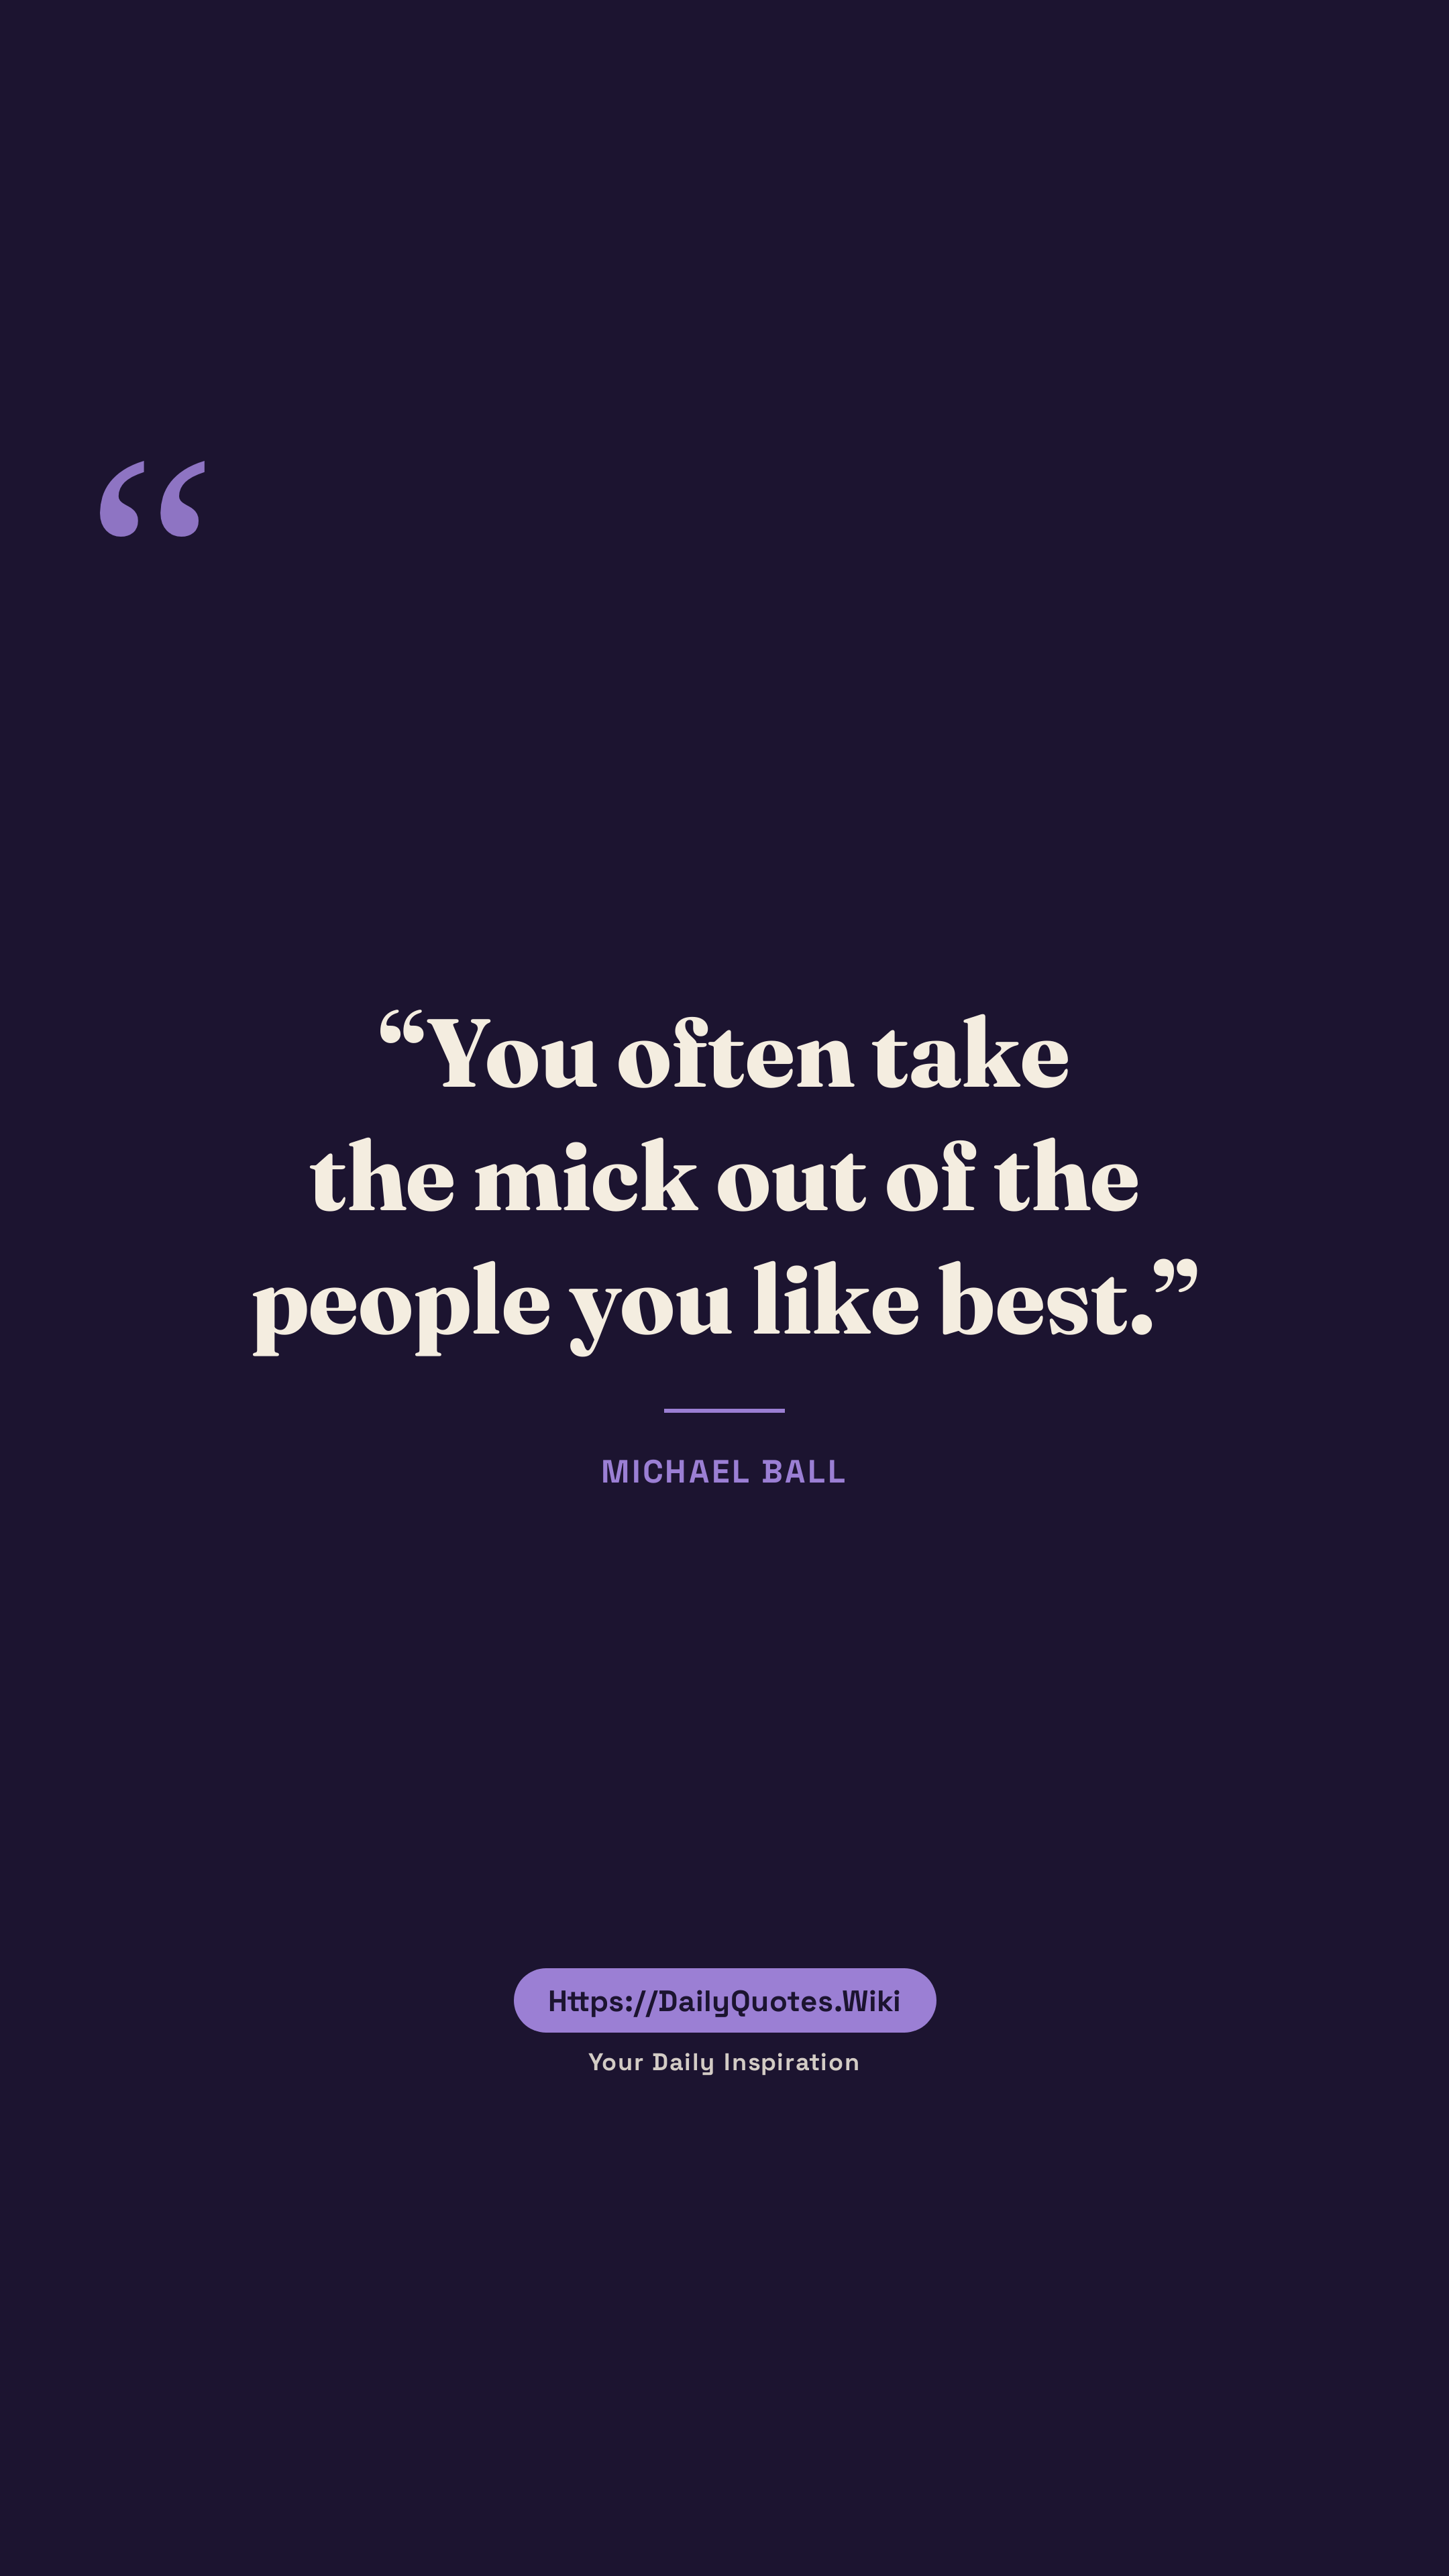 “
“You often take
the mick out of the
people you like best.”
MICHAEL BALL
Https://DailyQuotes.Wiki
Your Daily Inspiration